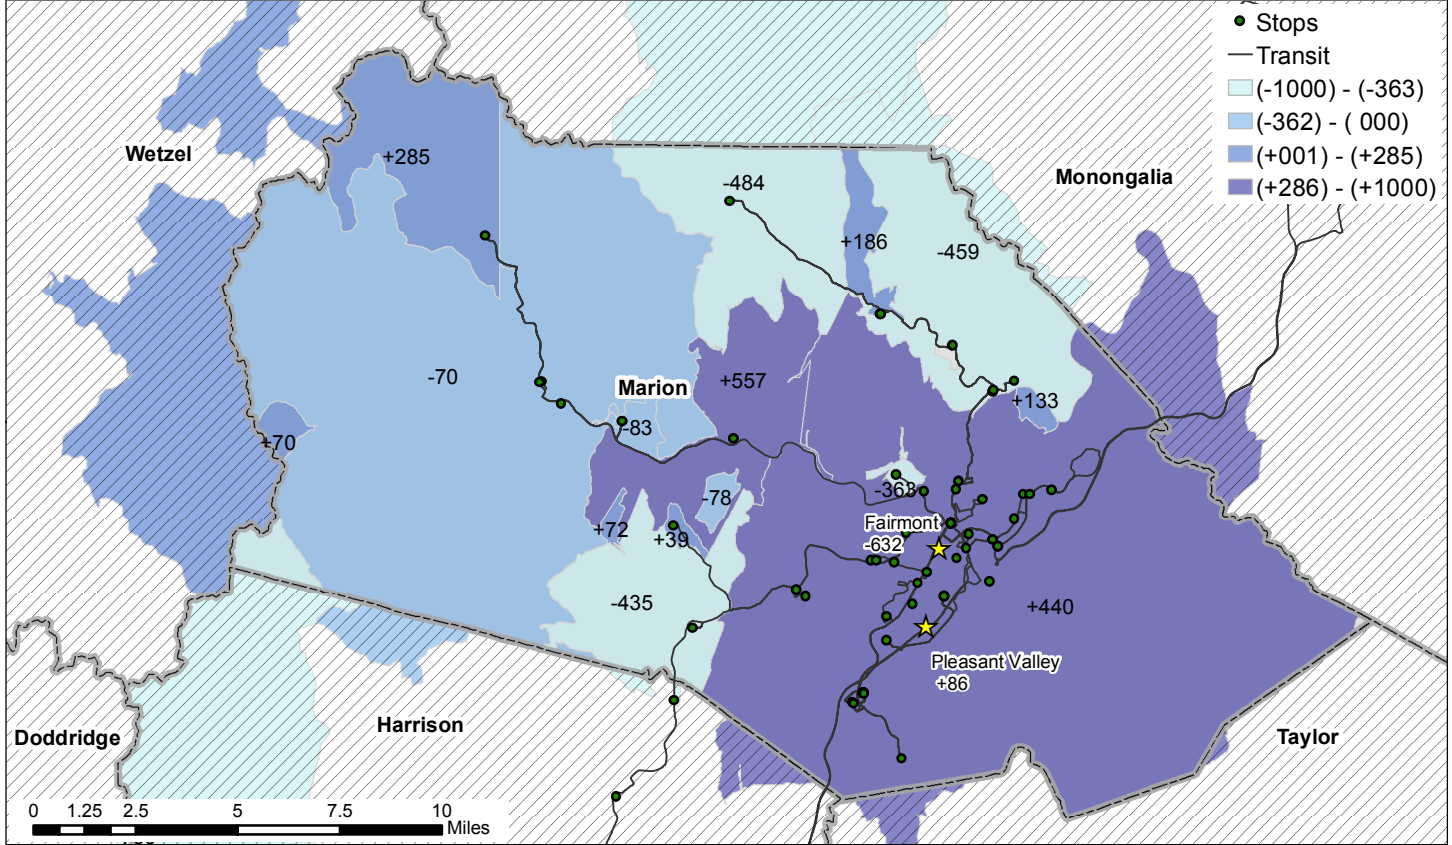 Stops
Transit
(-1000) - (-363)
(-362) - ( 000)
(+001) - (+285)
(+286) - (+1000)
Wetzel
+285
-484
Monongalia
+186
-459
-70
Marion
+557
+133
-83
+70
-363
-78
Fairmont
-632
+72
+39
-435
+440
Pleasant Valley
+86
Doddridge
Harrison
Taylor
0 1.25 2.5 5 7.5 10
Miles